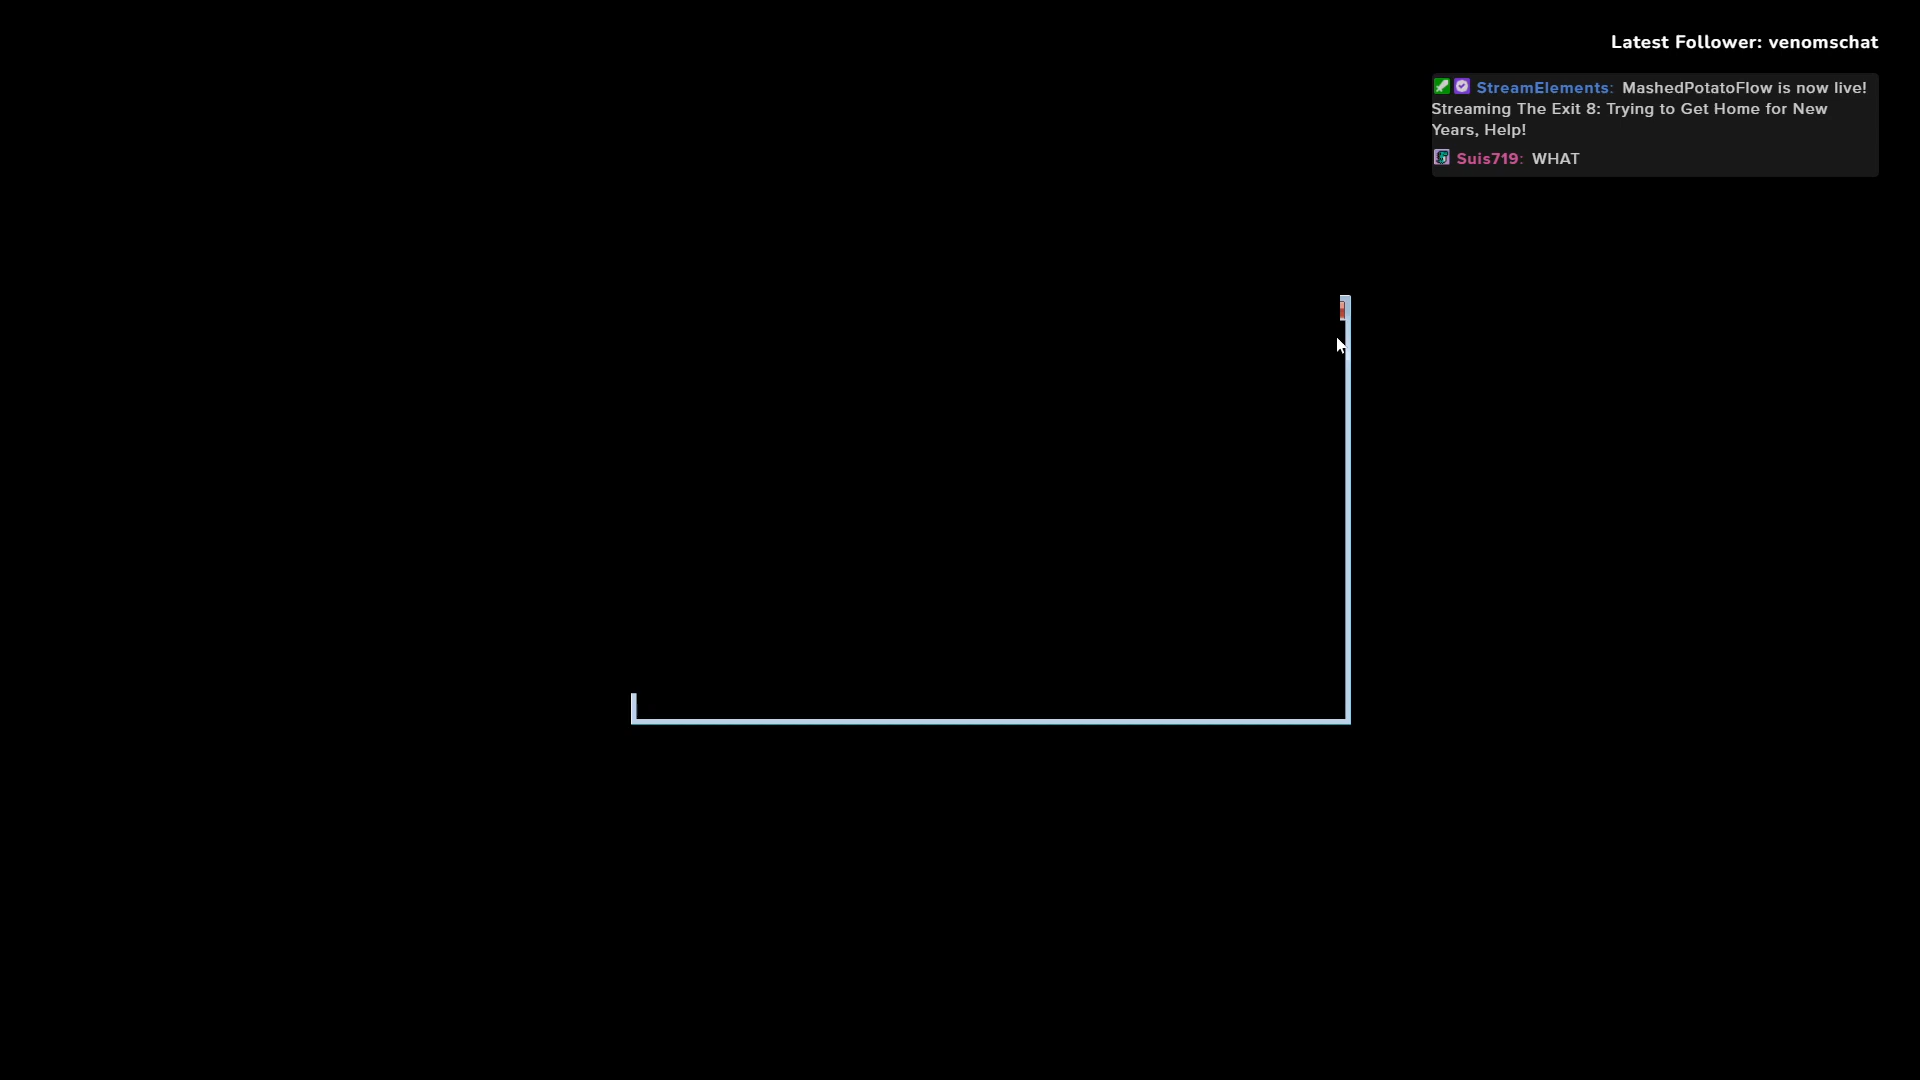 Latest Follower: venomschat
StreamElements: MashedPotatoFlow is now live!
Streaming The Exit 8: Trying to Get Home for New
Years, Help!
Suis719: WHAT